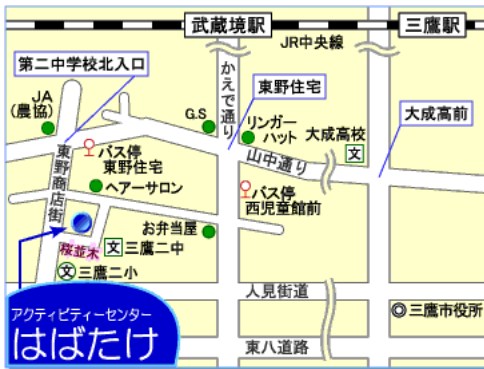 武蔵境駅
三鷹駅
JR中央線
第二中学校北入口
かえで通り
東野住宅
JA
(農協)
G.S
リンガー
ハット
大成高校
文
大成高前
バス停
東野住宅
山中通り
東野商店街
ヘアーサロン
バス停
西児童館前
お弁当屋
桜並木
文
三鷹二中
文
三鷹二小
人見街道
三鷹市役所
アクティビティーセンター
はばたけ
東八道路